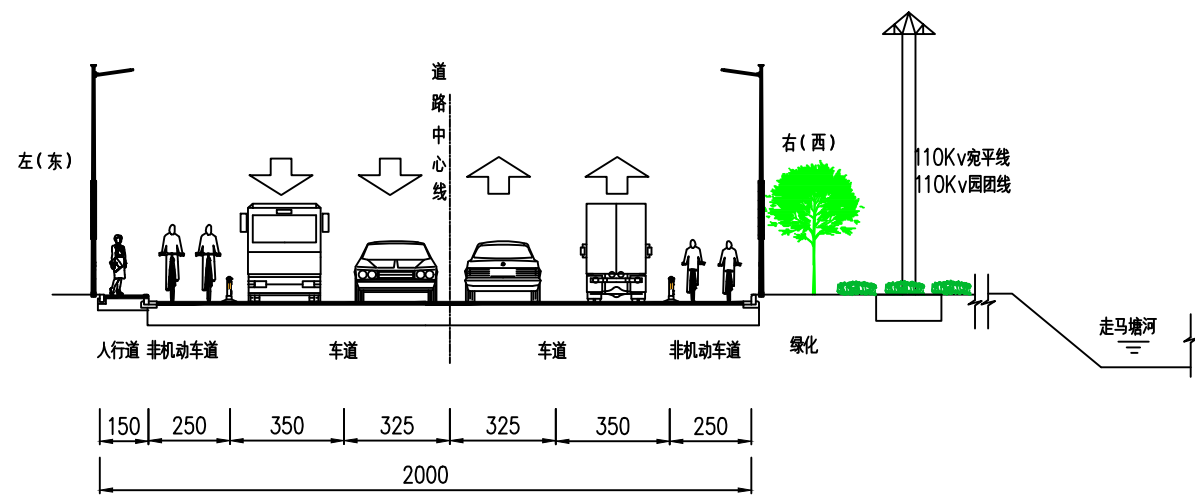 道路中心线
左(东)
右(西)
110Kv宛平线
110Kv园团线
走马塘河
人行道 非机动车道 车道 车道 非机动车道 绿化
150 250 350 325 325 350 250
2000